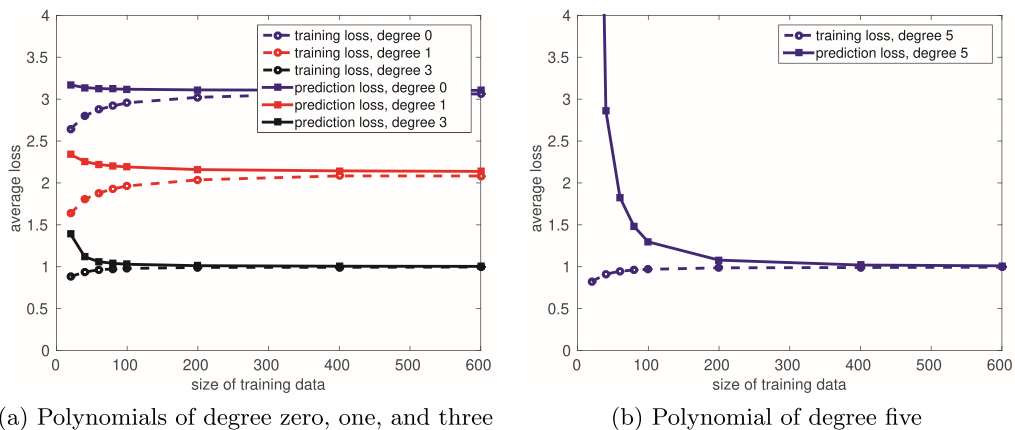 4
3.5
3
2.5
2
1.5
1
0.5
0
average loss
0
100
200
300
400
500
600
size of training data
training loss, degree 0
training loss, degree 1
training loss, degree 3
prediction loss, degree 0
prediction loss, degree 1
prediction loss, degree 3
a) Polynomials of degree zero, one, and three
4
3.5
3
2.5
2
1.5
1
0.5
0
average loss
0
100
200
300
400
500
600
size of training data
training loss, degree 5
prediction loss, degree 5
(b) Polynomial of degree five